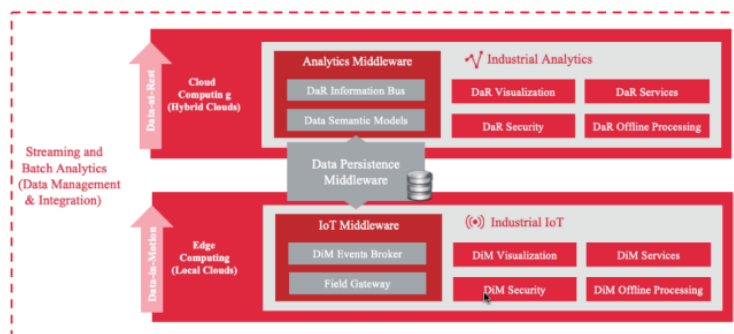 Streaming and
Batch Analytics
(Data Management
& Integration)
Data-at-Rest
Cloud
Computin g
(Hybrid Clouds)
Analytics Middleware
DaR Information Bus
Data Semantic Models
Industrial Analytics
DaR Visualization
DaR Services
DaR Security
DaR Offline Processing
Data Persistence
Middleware
Data-in-Motion
Edge
Computing
(Local Clouds)
IoT Middleware
DiM Events Broker
Field Gateway
Industrial IoT
DiM Visualization
DiM Services
DiM Security
DiM Offline Processing